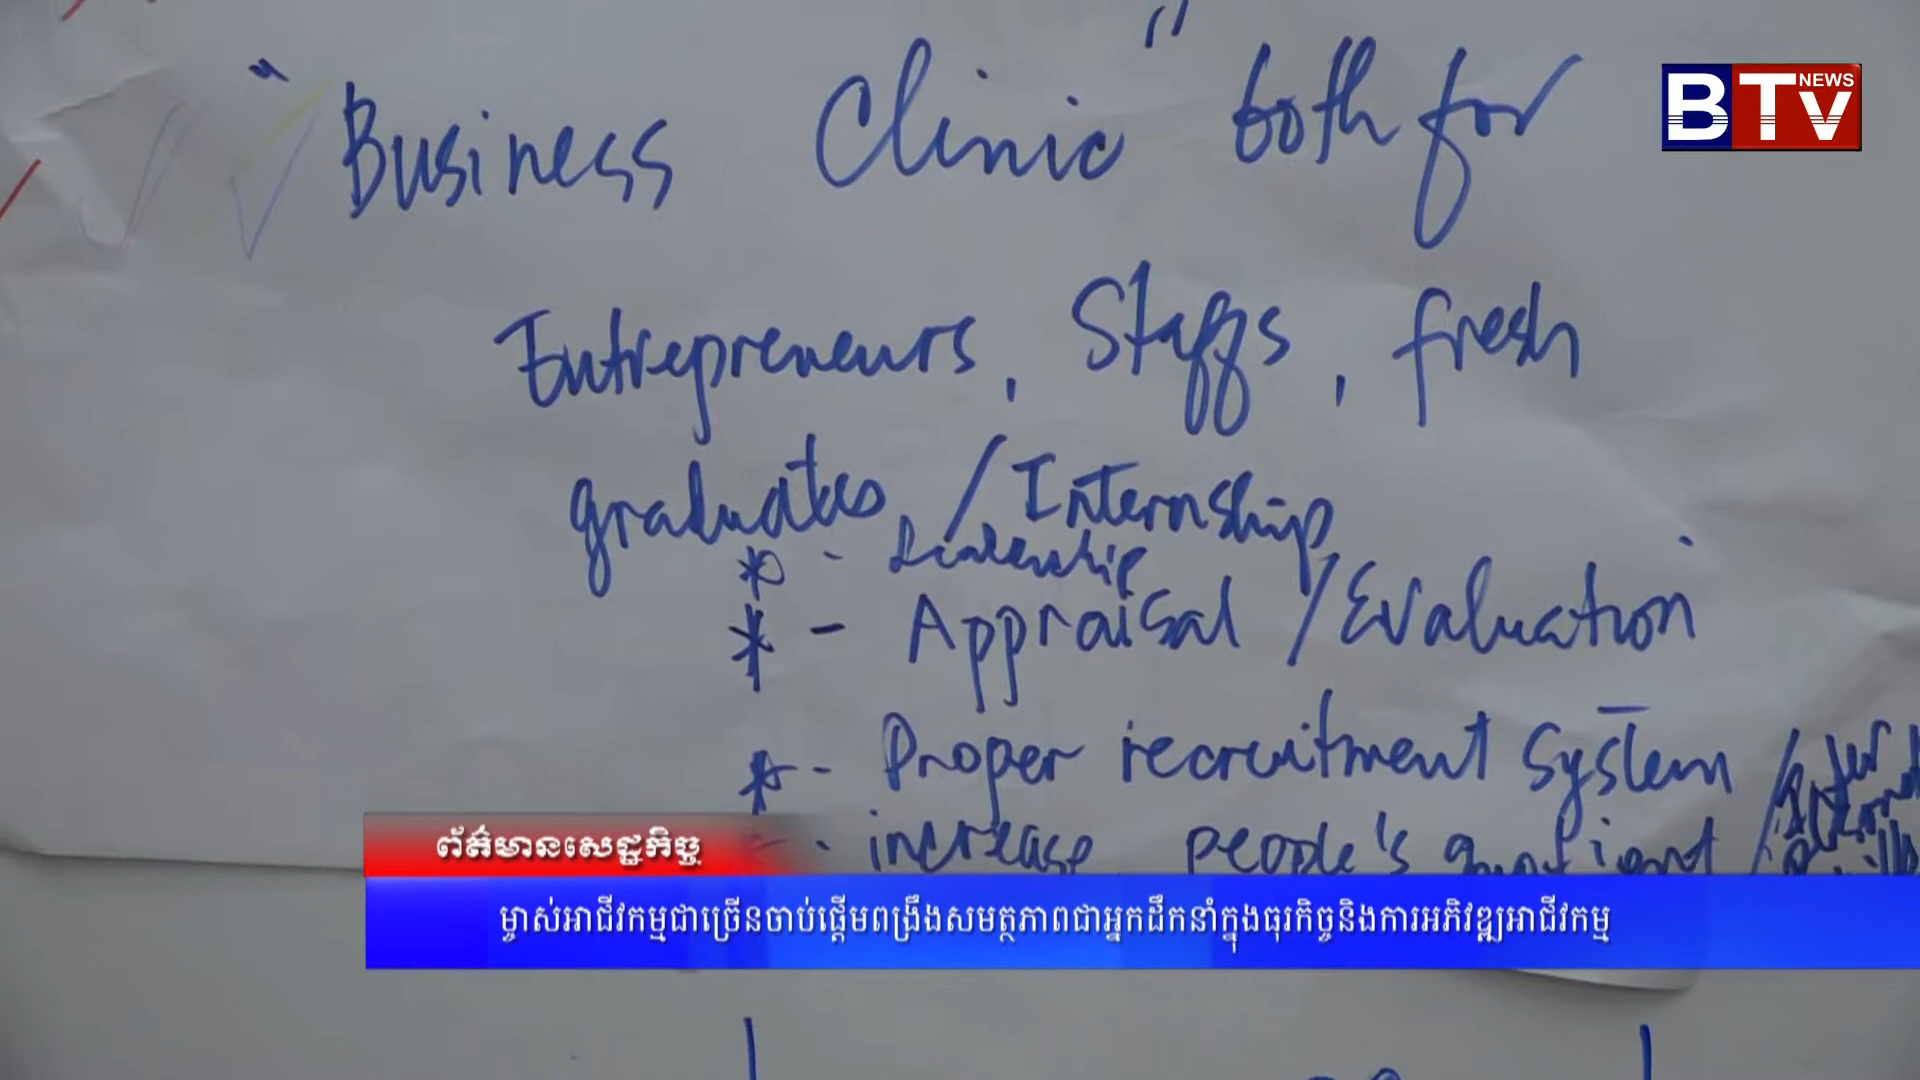 "Business Clinic" both for
BTV NEWS
Entrepreneurs, Staffs, fresh
graduates, / Internship
* - Leadership
* - Appraisal / Evaluation
* - Proper recruitment system /
- increase people's
ព័ត៌មានសេដ្ឋកិច្ច
ម្ចាស់អាជីវកម្មជាច្រើនចាប់ផ្ដើមពង្រឹងសមត្ថភាពជាអ្នកដឹកនាំក្នុងធុរកិច្ចនិងការអភិវឌ្ឍអាជីវកម្ម